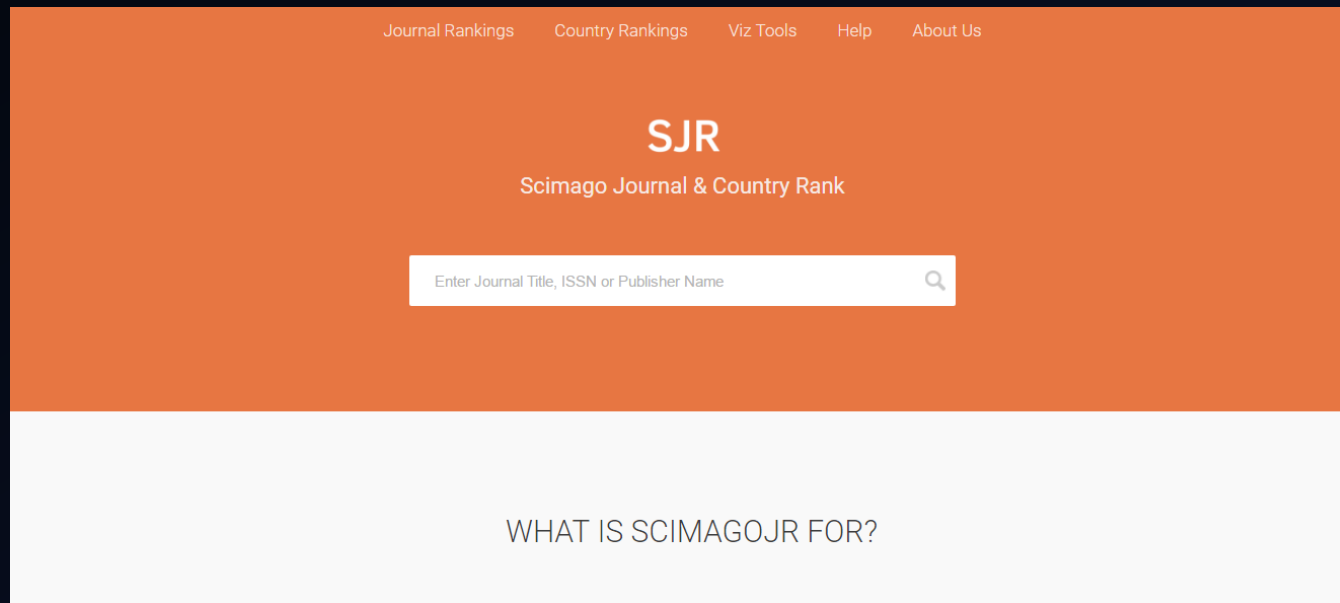 Journal Rankings Country Rankings Viz Tools Help About Us
SJR
Scimago Journal & Country Rank
Enter Journal Title, ISSN or Publisher Name
WHAT IS SCIMAGOJR FOR?